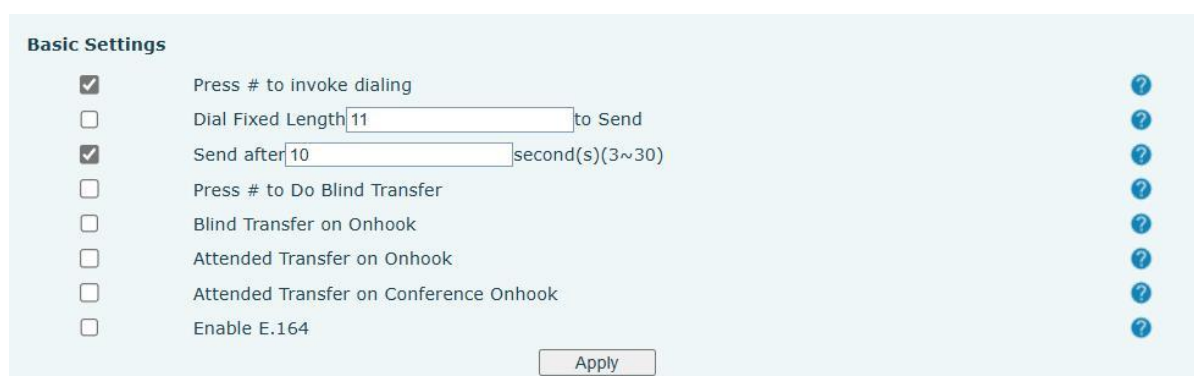 Basic Settings
Press # to invoke dialing ?
Dial Fixed Length 11 to Send ?
Send after 10 second(s)(3~30) ?
Press # to Do Blind Transfer ?
Blind Transfer on Onhook ?
Attended Transfer on Onhook ?
Attended Transfer on Conference Onhook ?
Enable E.164 ?
Apply